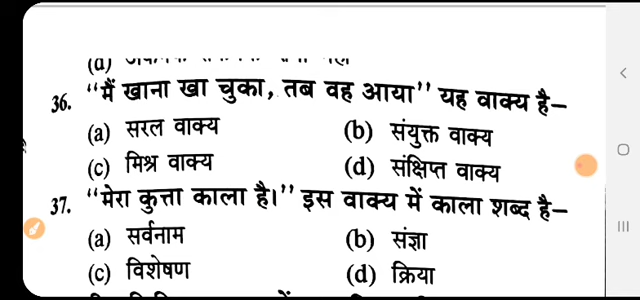 (d)
36. “मैं खाना खा चुका, तब वह आया” यह वाक्य है–
(a) सरल वाक्य (b) संयुक्त वाक्य
(c) मिश्र वाक्य (d) संक्षिप्त वाक्य
37. “मेरा कुत्ता काला है।” इस वाक्य में काला शब्द है–
(a) सर्वनाम (b) संज्ञा
(c) विशेषण (d) क्रिया